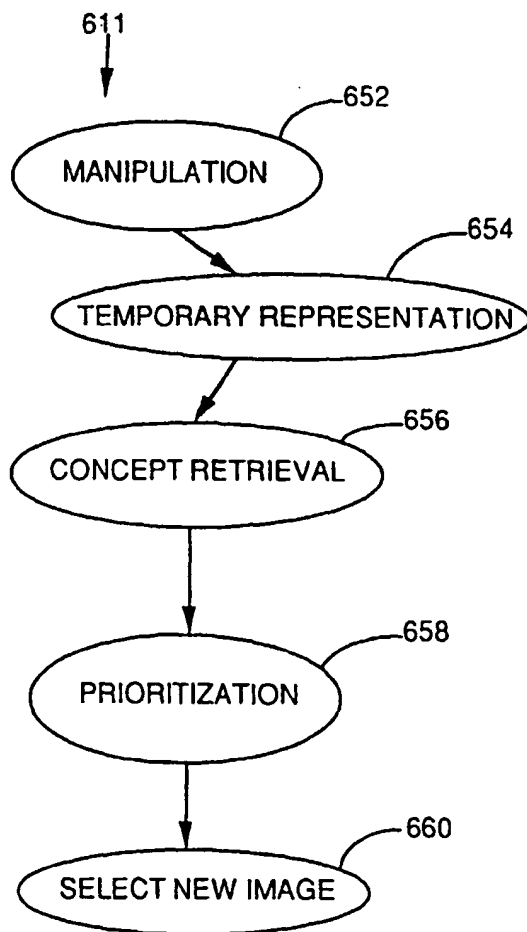 611
652
MANIPULATION
654
TEMPORARY REPRESENTATION
656
CONCEPT RETRIEVAL
658
PRIORITIZATION
660
SELECT NEW IMAGE